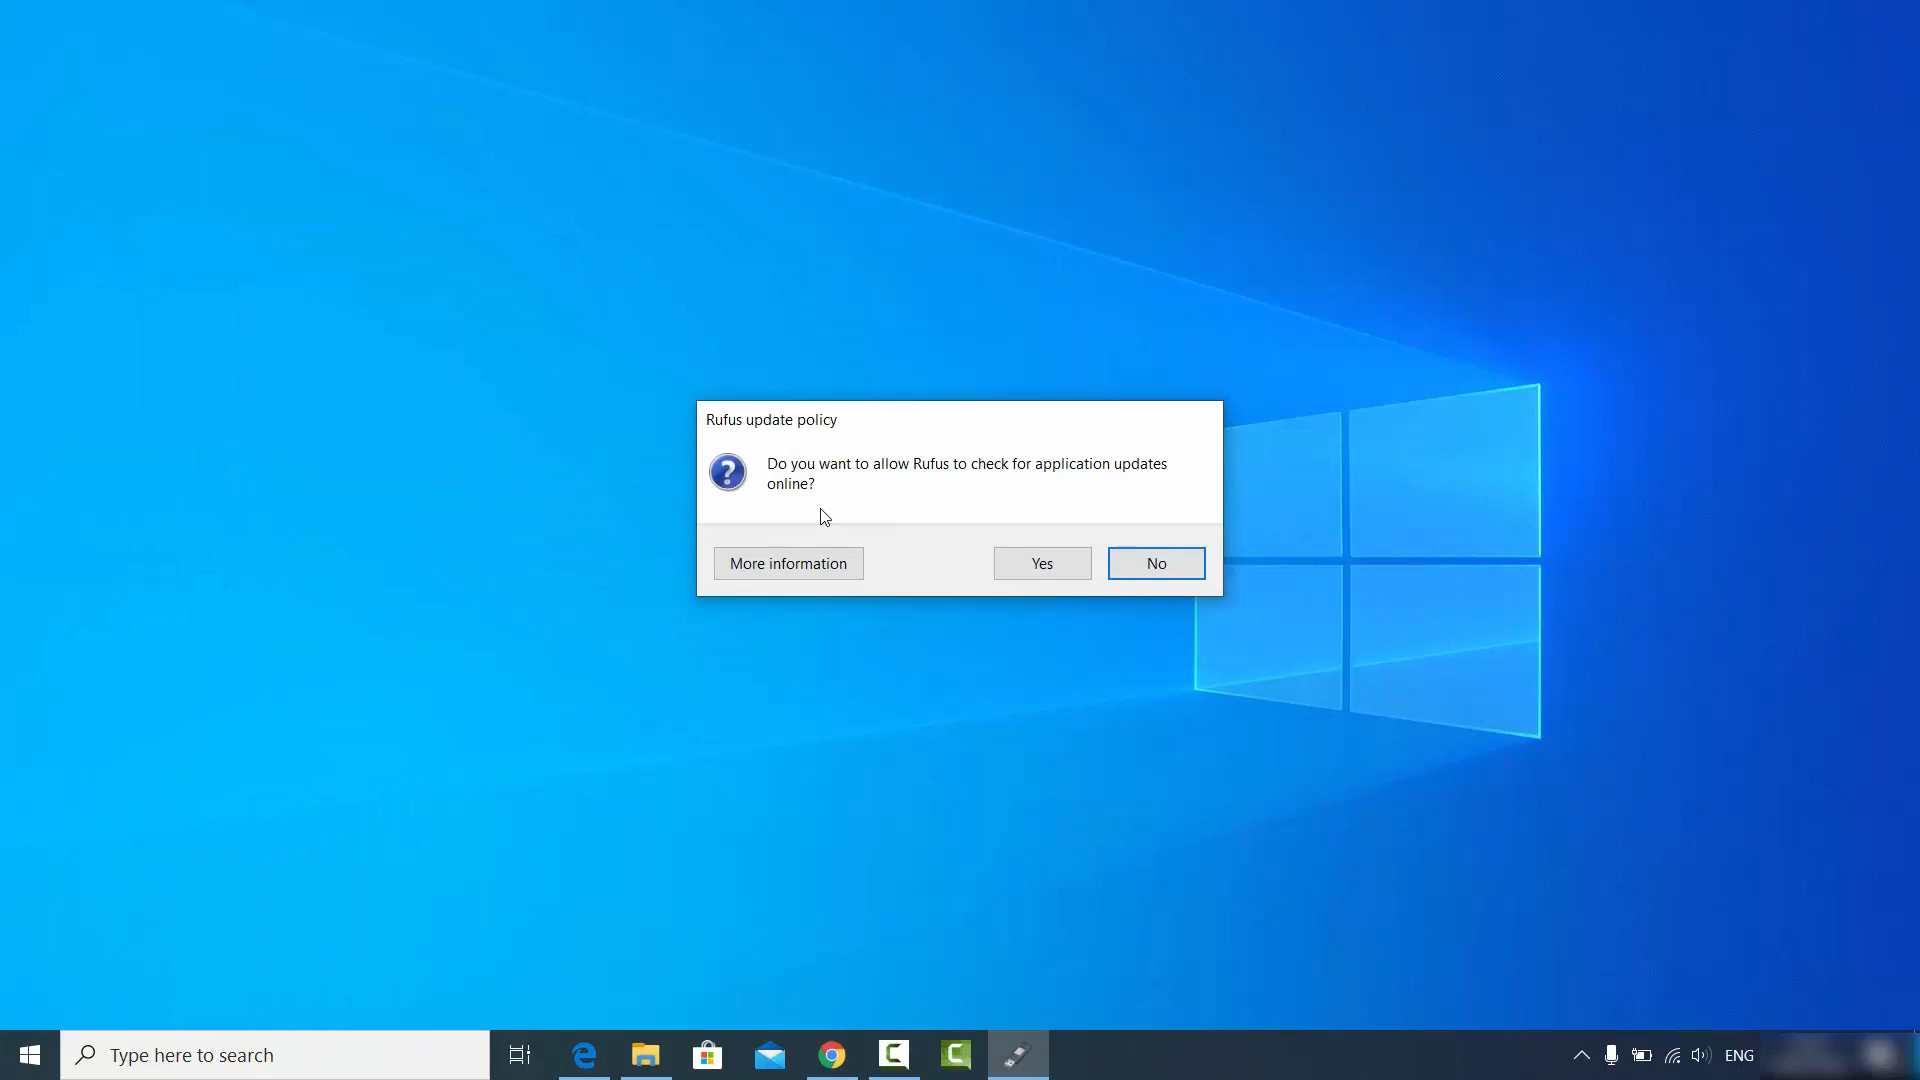 Rufus update policy
Do you want to allow Rufus to check for application updates
online?
More information
Yes
No
Type here to search
ENG